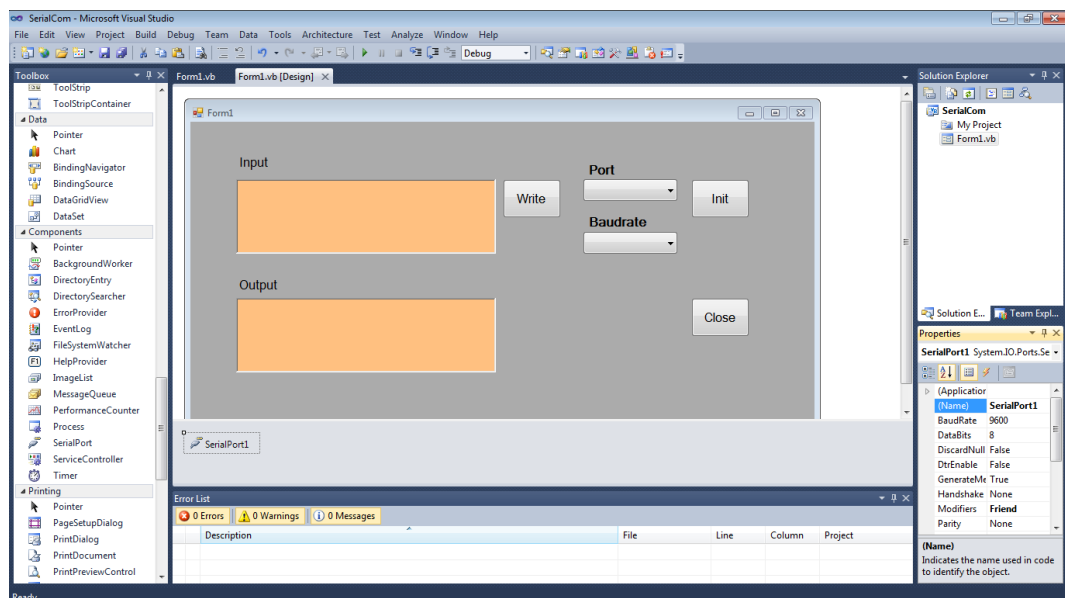 SerialCom - Microsoft Visual Studio
File Edit View Project Build Debug Team Data Tools Architecture Test Analyze Window Help
Debug
Toolbox
ToolStrip
ToolStripContainer
Data
Pointer
Chart
BindingNavigator
BindingSource
DataGridView
DataSet
Components
Pointer
BackgroundWorker
DirectoryEntry
DirectorySearcher
ErrorProvider
EventLog
FileSystemWatcher
HelpProvider
ImageList
MessageQueue
PerformanceCounter
Process
SerialPort
ServiceController
Timer
Printing
Pointer
PageSetupDialog
PrintDialog
PrintDocument
PrintPreviewControl
Form1.vb Form1.vb [Design]
Form1
Input
Write
Port
Init
Baudrate
Output
Close
SerialPort1
Error List
0 Errors 0 Warnings 0 Messages
Description File Line Column Project
Solution Explorer
SerialCom
My Project
Form1.vb
Solution E... Team Expl...
Properties
SerialPort1 System.IO.Ports.Se
(Application
(Name) SerialPort1
BaudRate 9600
DataBits 8
DiscardNull False
DtrEnable False
GenerateMe True
Handshake None
Modifiers Friend
Parity None
(Name)
Indicates the name used in code
to identify the object.
Ready